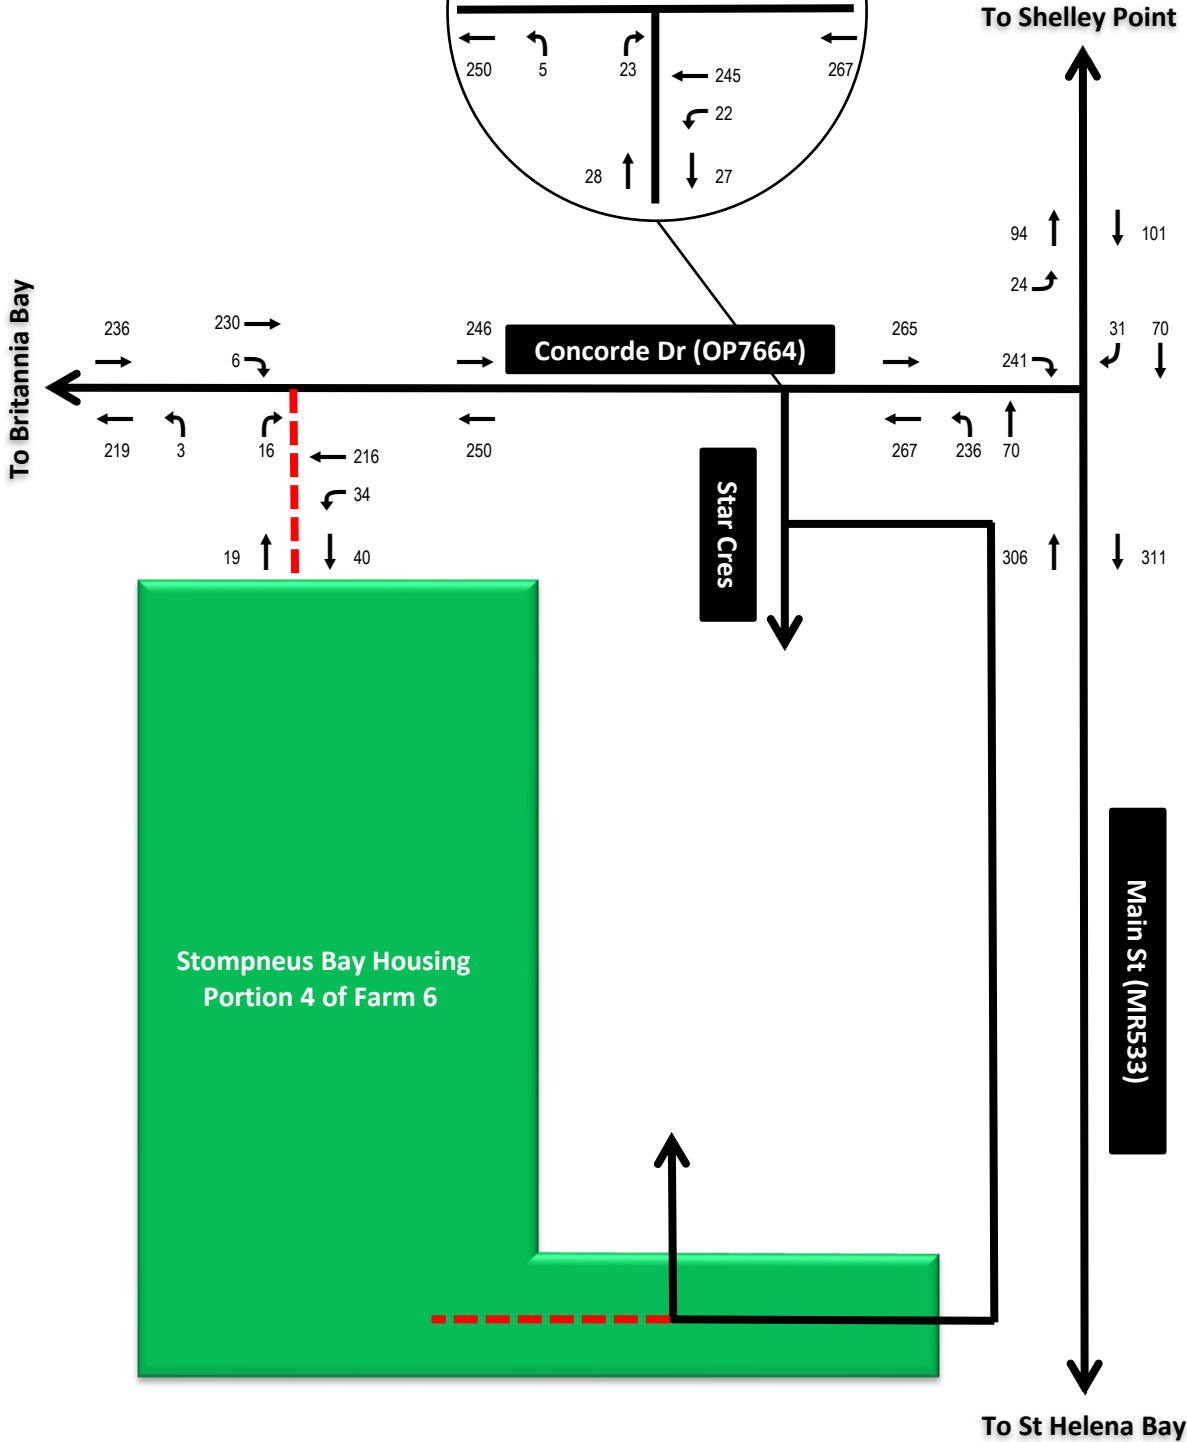 To Shelley Point
250 5 23 245 267
22
28 27
94 101
24
To Britannia Bay
236 230 246 265 31 70
6 241
Concorde Dr (OP7664)
219 3 16 216 250 267 236 70
34
19 40
Star Cres
306 311
Stompneus Bay Housing
Portion 4 of Farm 6
Main St (MR533)
To St Helena Bay